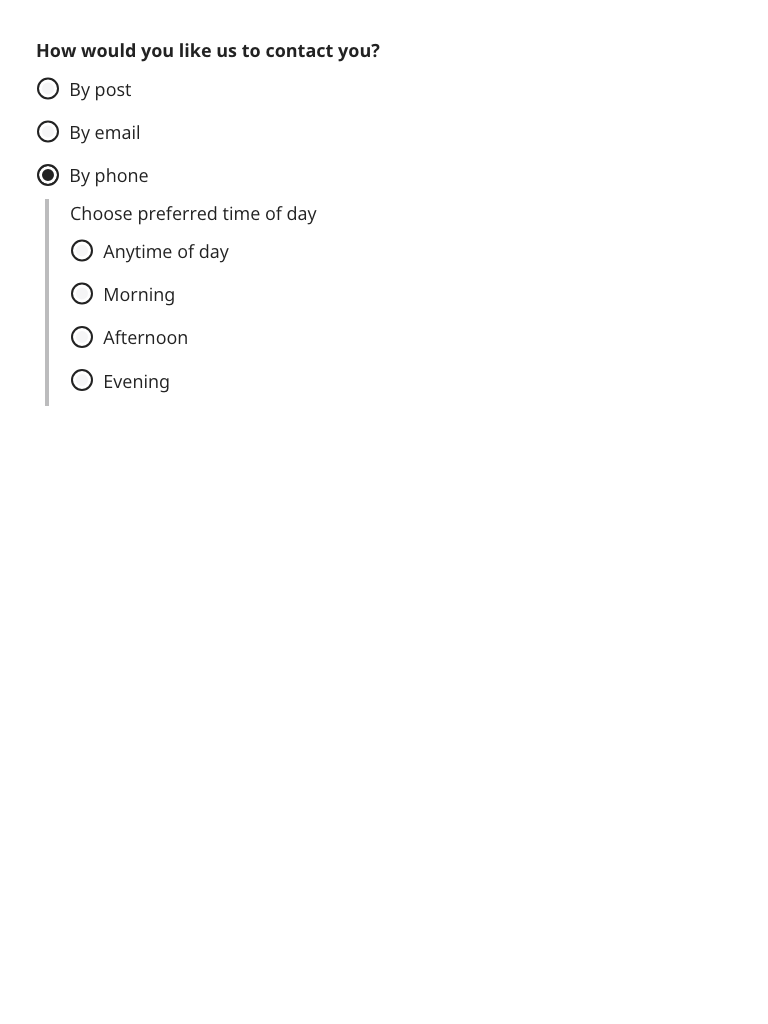 How would you like us to contact you?
By post
By email
By phone
Choose preferred time of day
Anytime of day
Morning
Afternoon
Evening